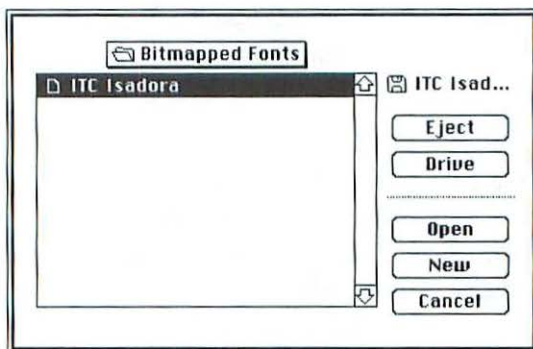 Bitmapped Fonts
ITC Isadora
ITC Isad...
Eject
Drive
Open
New
Cancel